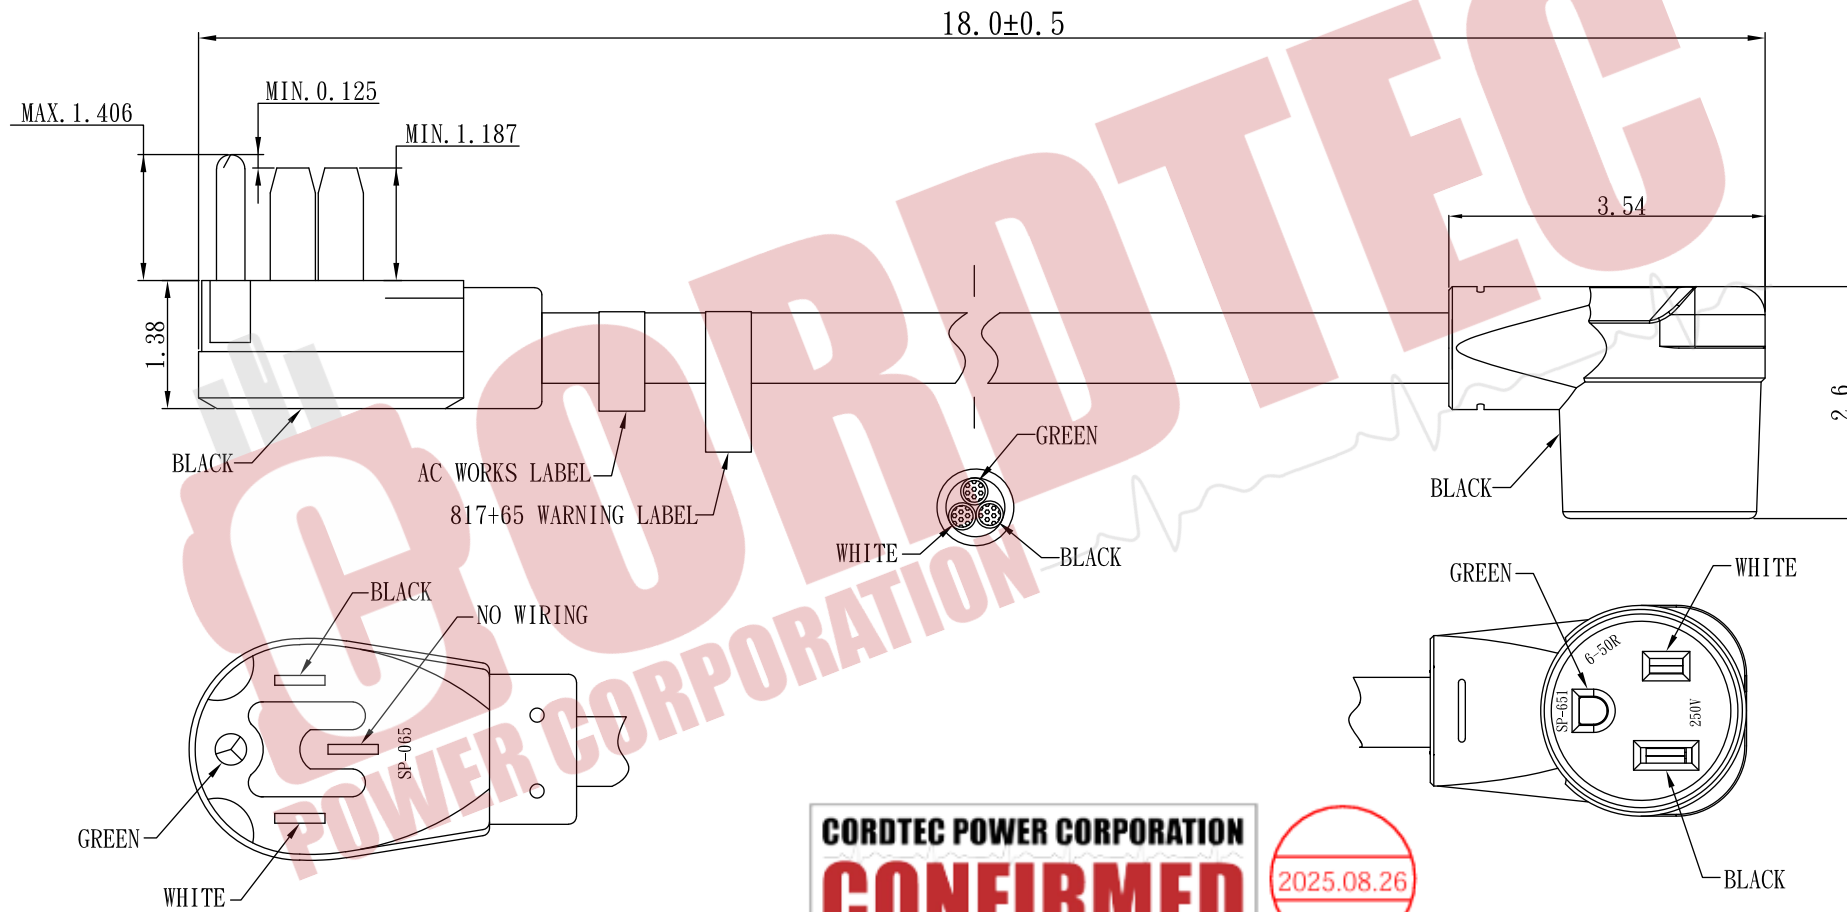 18.0±0.5
MIN.0.125
MAX.1.406
MIN.1.187
3.54
1.38
2.6
GREEN
BLACK
AC WORKS LABEL
BLACK
817+65 WARNING LABEL
WHITE
BLACK
GREEN
WHITE
BLACK
NO WIRING
6-50R
SP-651
250V
SP-065
GREEN
WHITE
BLACK
CORDTEC
POWER CORPORATION
CORDTEC POWER CORPORATION
CONFIRMED
2025.08.26